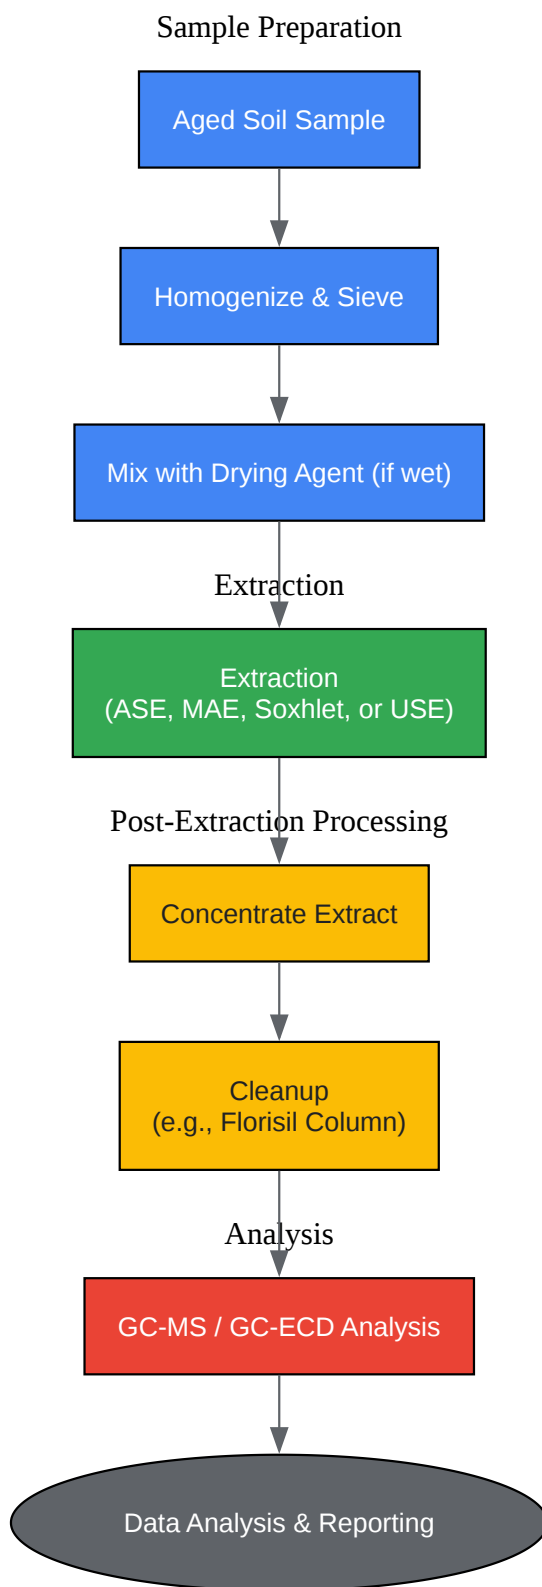 Sample Preparation
Aged Soil Sample
Homogenize & Sieve
Mix with Drying Agent (if wet)
Extraction
Extraction
(ASE, MAE, Soxhlet, or USE)
Post-Extraction Processing
Concentrate Extract
Cleanup
(e.g., Florisil Column)
Analysis
GC-MS / GC-ECD Analysis
Data Analysis & Reporting